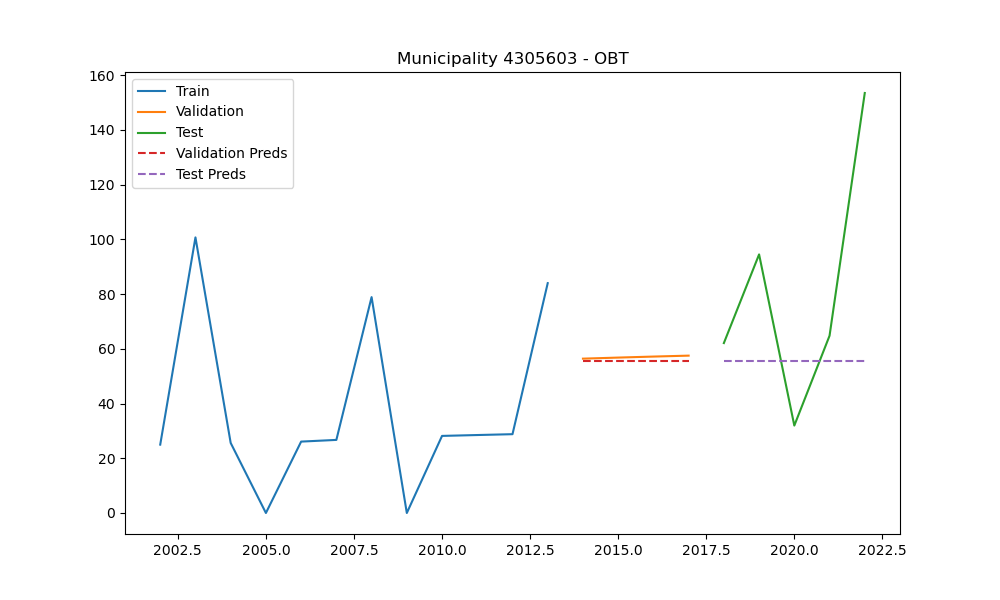 Municipality 4305603 - OBT
160
140
120
100
80
60
40
20
0
Train
Validation
Test
Validation Preds
Test Preds
2002.5 2005.0 2007.5 2010.0 2012.5 2015.0 2017.5 2020.0 2022.5